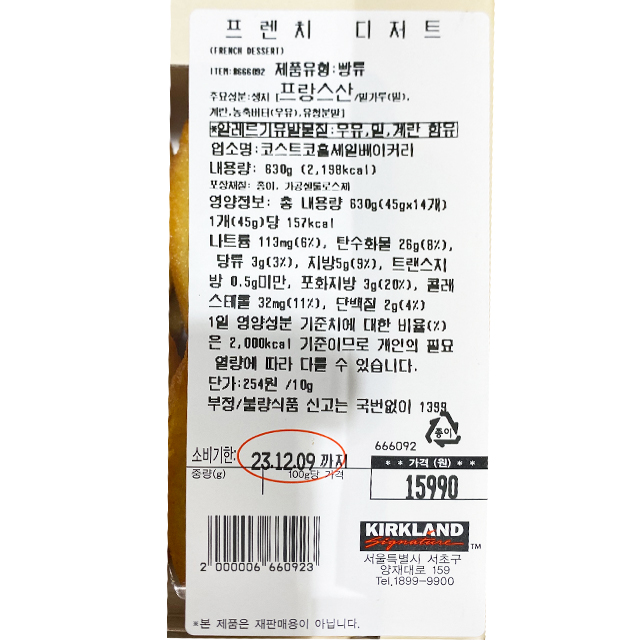 프렌치 디저트
(FRENCH DESSERT)
ITEM:#666092 제품유형:빵류
주요성분:생지 [프랑스산/밀가루(밀),
계란,농축버터(우유),유청분말]
*알레르기유발물질:우유,밀,계란 함유
업소명:코스트코홀세일베이커리
내용량: 630g (2,198kcal)
포장재질: 종이, 가공셀룰로스제
영양정보: 총 내용량 630g(45gx14개)
1개(45g)당 157kcal
나트륨 113mg(6%), 탄수화물 26g(8%),
당류 3g(3%), 지방5g(9%), 트랜스지
방 0.5g미만, 포화지방 3g(20%), 콜레
스테롤 32mg(11%), 단백질 2g(4%)
1일 영양성분 기준치에 대한 비율(%)
은 2,000kcal 기준이므로 개인의 필요
열량에 따라 다를 수 있습니다.
단가:254원 /10g
부정/불량식품 신고는 국번없이 1399
종이
666092
소비기한: 23.12.09 까지
중량(g) 100g당 가격
* * 가격 (원) * *
15990
KIRKLAND
Signature™
서울특별시 서초구
양재대로 159
Tel.1899-9900
2 000006 660923
*본 제품은 재판매용이 아닙니다.